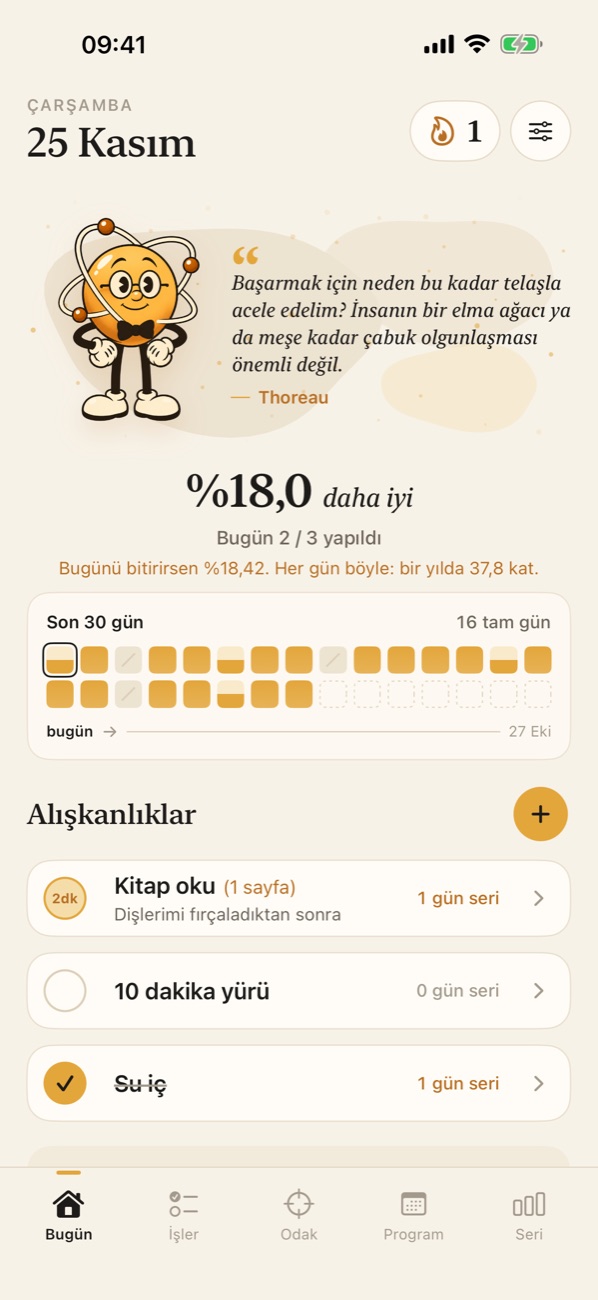 09:41
ÇARŞAMBA
25 Kasım
1
“
Başarmak için neden bu kadar telaşla
acele edelim? İnsanın bir elma ağacı ya
da meşe kadar çabuk olgunlaşması
önemli değil.
— Thoreau
%18,0 daha iyi
Bugün 2 / 3 yapıldı
Bugünü bitirirsen %18,42. Her gün böyle: bir yılda 37,8 kat.
Son 30 gün
16 tam gün
bugün →
27 Eki
Alışkanlıklar
+
2dk
Kitap oku (1 sayfa)
Dişlerimi fırçaladıktan sonra
1 gün seri
10 dakika yürü
0 gün seri
Su iç
1 gün seri
Bugün
İşler
Odak
Program
Seri